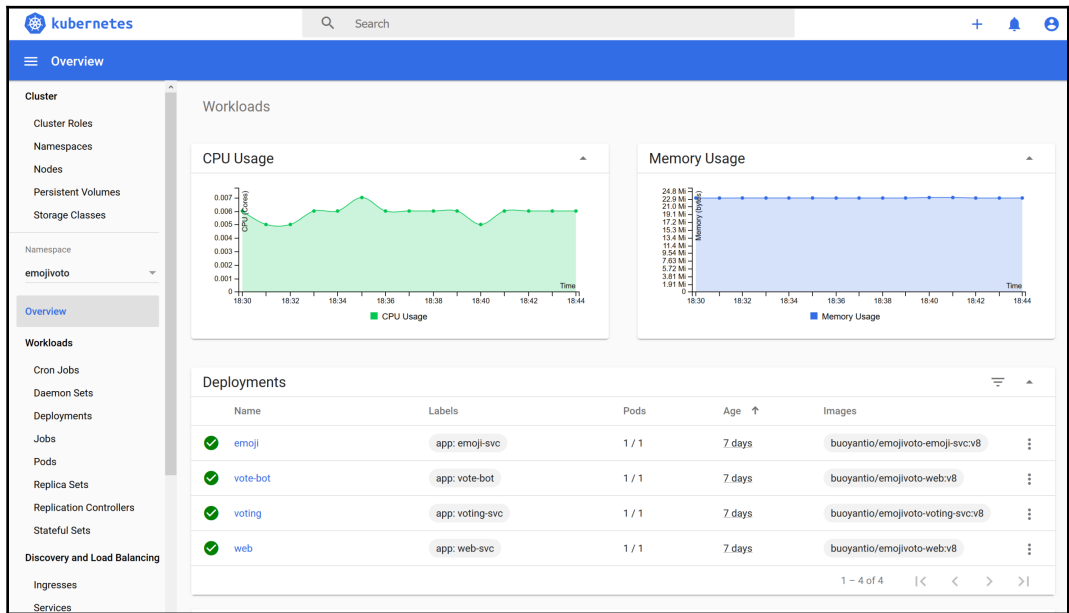 kubernetes
Search
Overview
Cluster
Cluster Roles
Namespaces
Nodes
Persistent Volumes
Storage Classes
Namespace
emojivoto
Overview
Workloads
Cron Jobs
Daemon Sets
Deployments
Jobs
Pods
Replica Sets
Replication Controllers
Stateful Sets
Discovery and Load Balancing
Ingresses
Services
Workloads
CPU Usage
0.007
0.006
0.005
0.004
0.003
0.002
0.001
0
CPU (Cores)
Time
18:30 18:32 18:34 18:36 18:38 18:40 18:42 18:44
CPU Usage
Memory Usage
24.8 Mi
22.9 Mi
21.0 Mi
19.1 Mi
17.2 Mi
15.3 Mi
13.4 Mi
11.4 Mi
9.54 Mi
7.63 Mi
5.72 Mi
3.81 Mi
1.91 Mi
0
Memory (bytes)
Time
18:30 18:32 18:34 18:36 18:38 18:40 18:42 18:44
Memory Usage
Deployments
Name Labels Pods Age Images
emoji app: emoji-svc 1 / 1 7 days buoyantio/emojivoto-emoji-svc:v8
vote-bot app: vote-bot 1 / 1 7 days buoyantio/emojivoto-web:v8
voting app: voting-svc 1 / 1 7 days buoyantio/emojivoto-voting-svc:v8
web app: web-svc 1 / 1 7 days buoyantio/emojivoto-web:v8
1 – 4 of 4